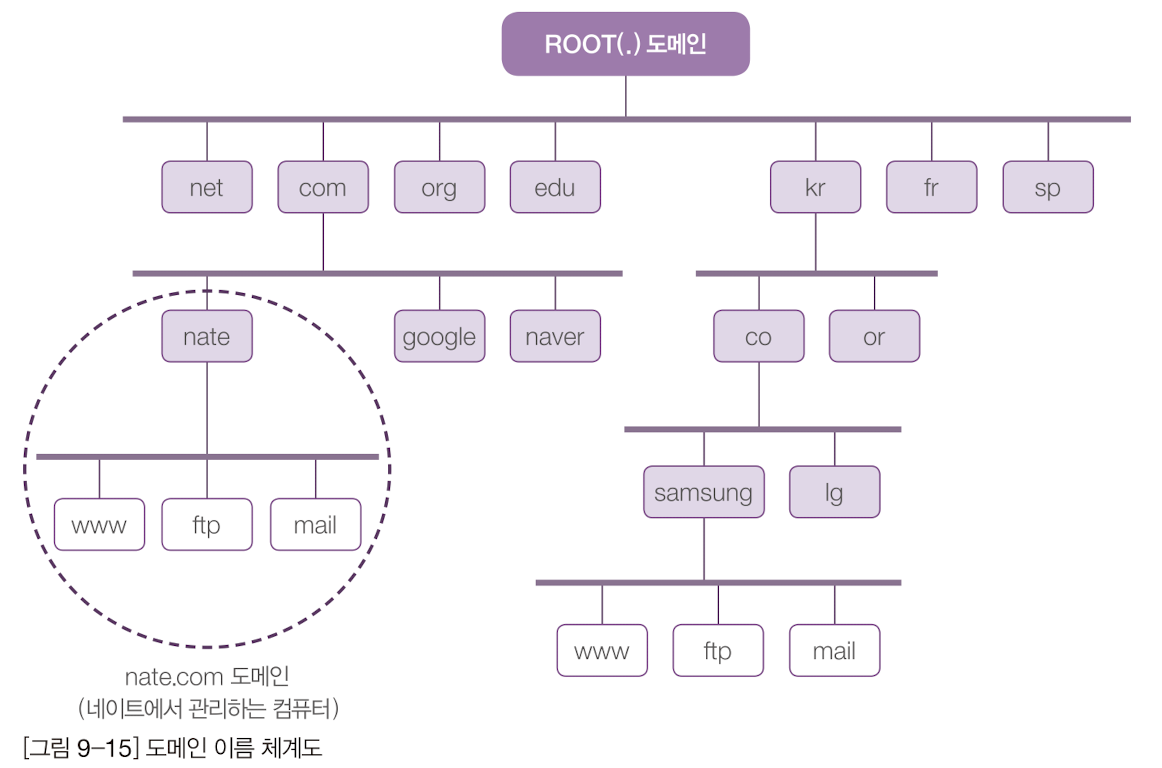 ROOT(.) 도메인
net com org edu kr fr sp
nate google naver co or
samsung lg
www ftp mail
www ftp mail
nate.com 도메인
(네이트에서 관리하는 컴퓨터)
[그림 9-15] 도메인 이름 체계도